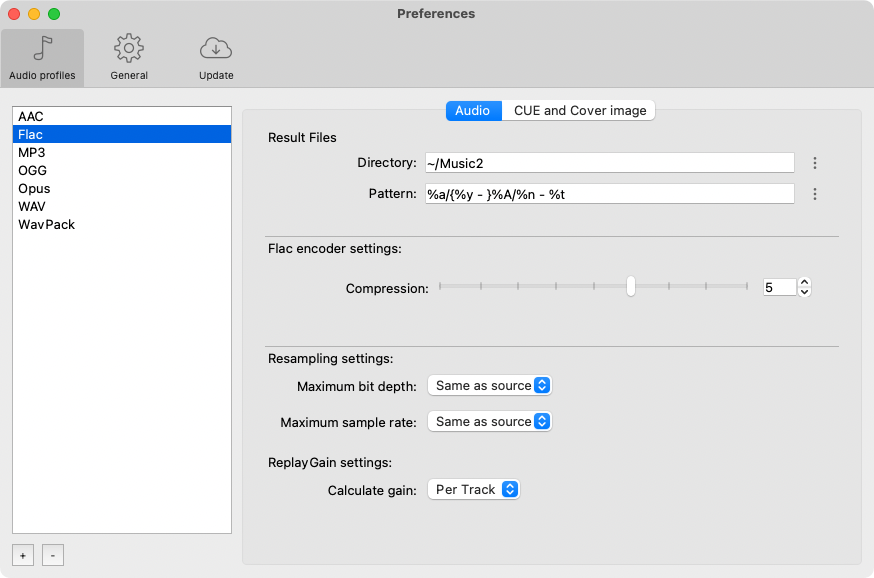 Preferences
Audio profiles
General
Update
AAC
Flac
MP3
OGG
Opus
WAV
WavPack
+
-
Audio
CUE and Cover image
Result Files
Directory: ~/Music2
Pattern: %a/{%y - }%A/%n - %t
Flac encoder settings:
Compression: 5
Resampling settings:
Maximum bit depth: Same as source
Maximum sample rate: Same as source
ReplayGain settings:
Calculate gain: Per Track